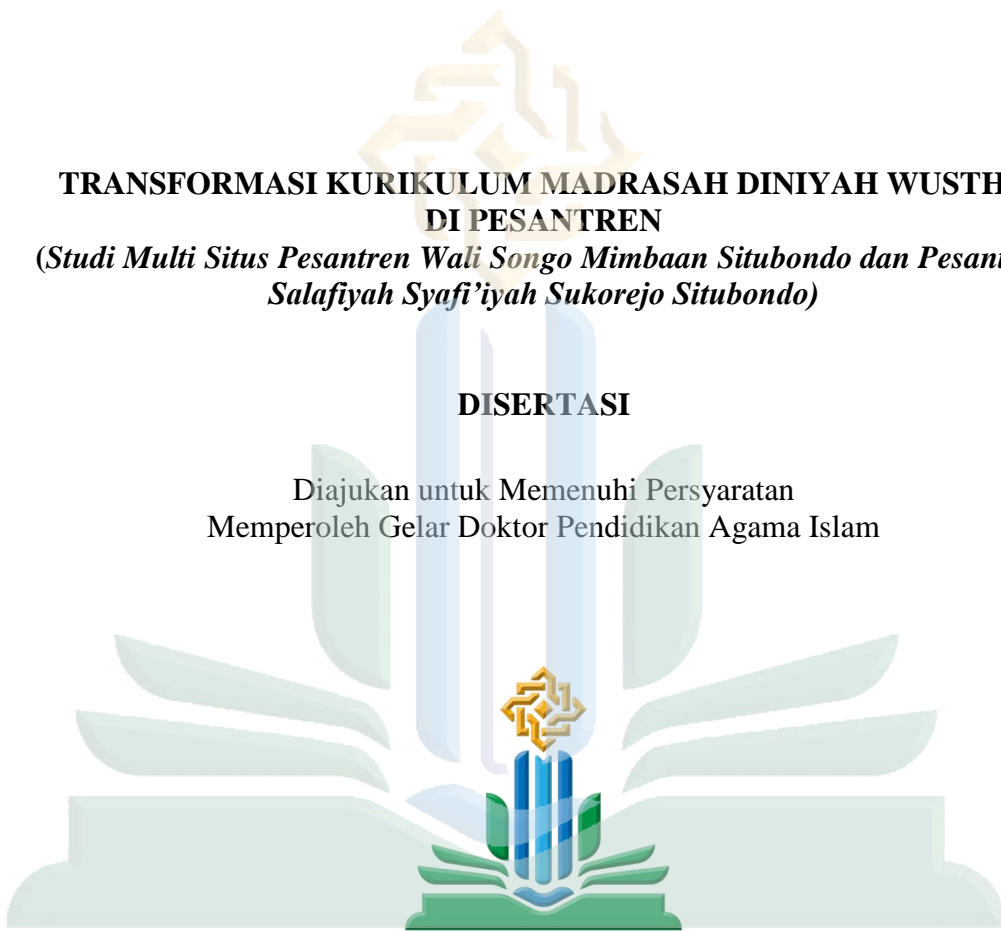 TRANSFORMASI KURIKULUM MADRASAH DINIYAH WUSTH
DI PESANTREN
(Studi Multi Situs Pesantren Wali Songo Mimbaan Situbondo dan
Salafiyah Syafi’iyah Sukorejo Situbondo)
DISERTASI
Diajukan untuk Memenuhi Persyaratan
Memperoleh Gelar Doktor Pendidikan Agama Islam